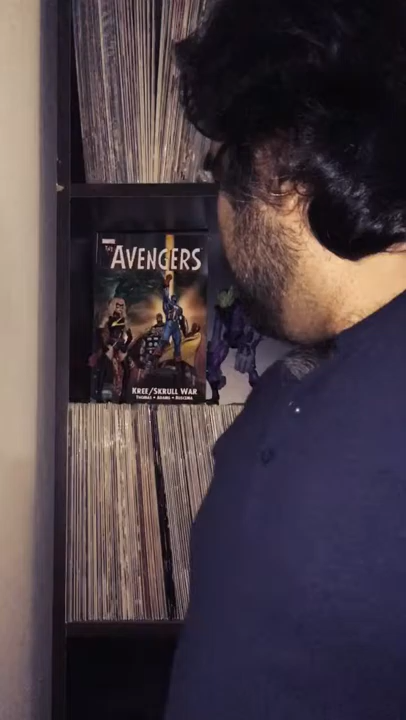 MARVEL
THE AVENGERS
KREE/SKRULL WAR
THOMAS • ADAMS • BUSCEMA